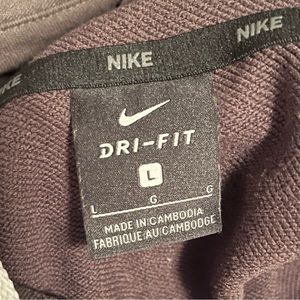 NIKE NIKE NIKE
DRI-FIT
L
L G G
MADE IN CAMBODIA
FABRIQUE AU CAMBODGE